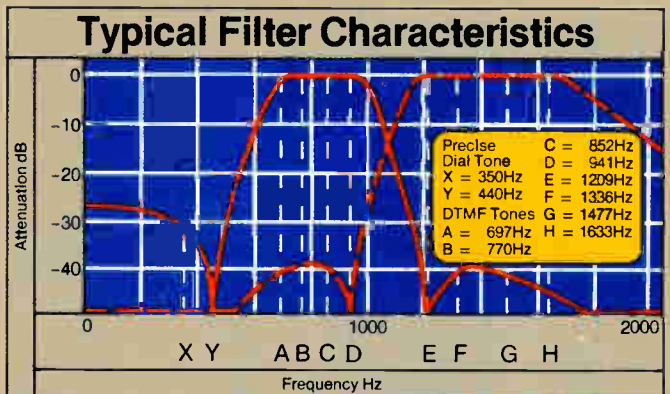 Typical Filter Characteristics
Attenuation dB
0
-10
-20
-30
-40
Precise
Dial Tone
X = 350Hz
Y = 440Hz
DTMF Tones
A = 697Hz
B = 770Hz
C = 852Hz
D = 941Hz
E = 1209Hz
F = 1336Hz
G = 1477Hz
H = 1633Hz
0 1000 2000
X Y A B C D E F G H
Frequency Hz